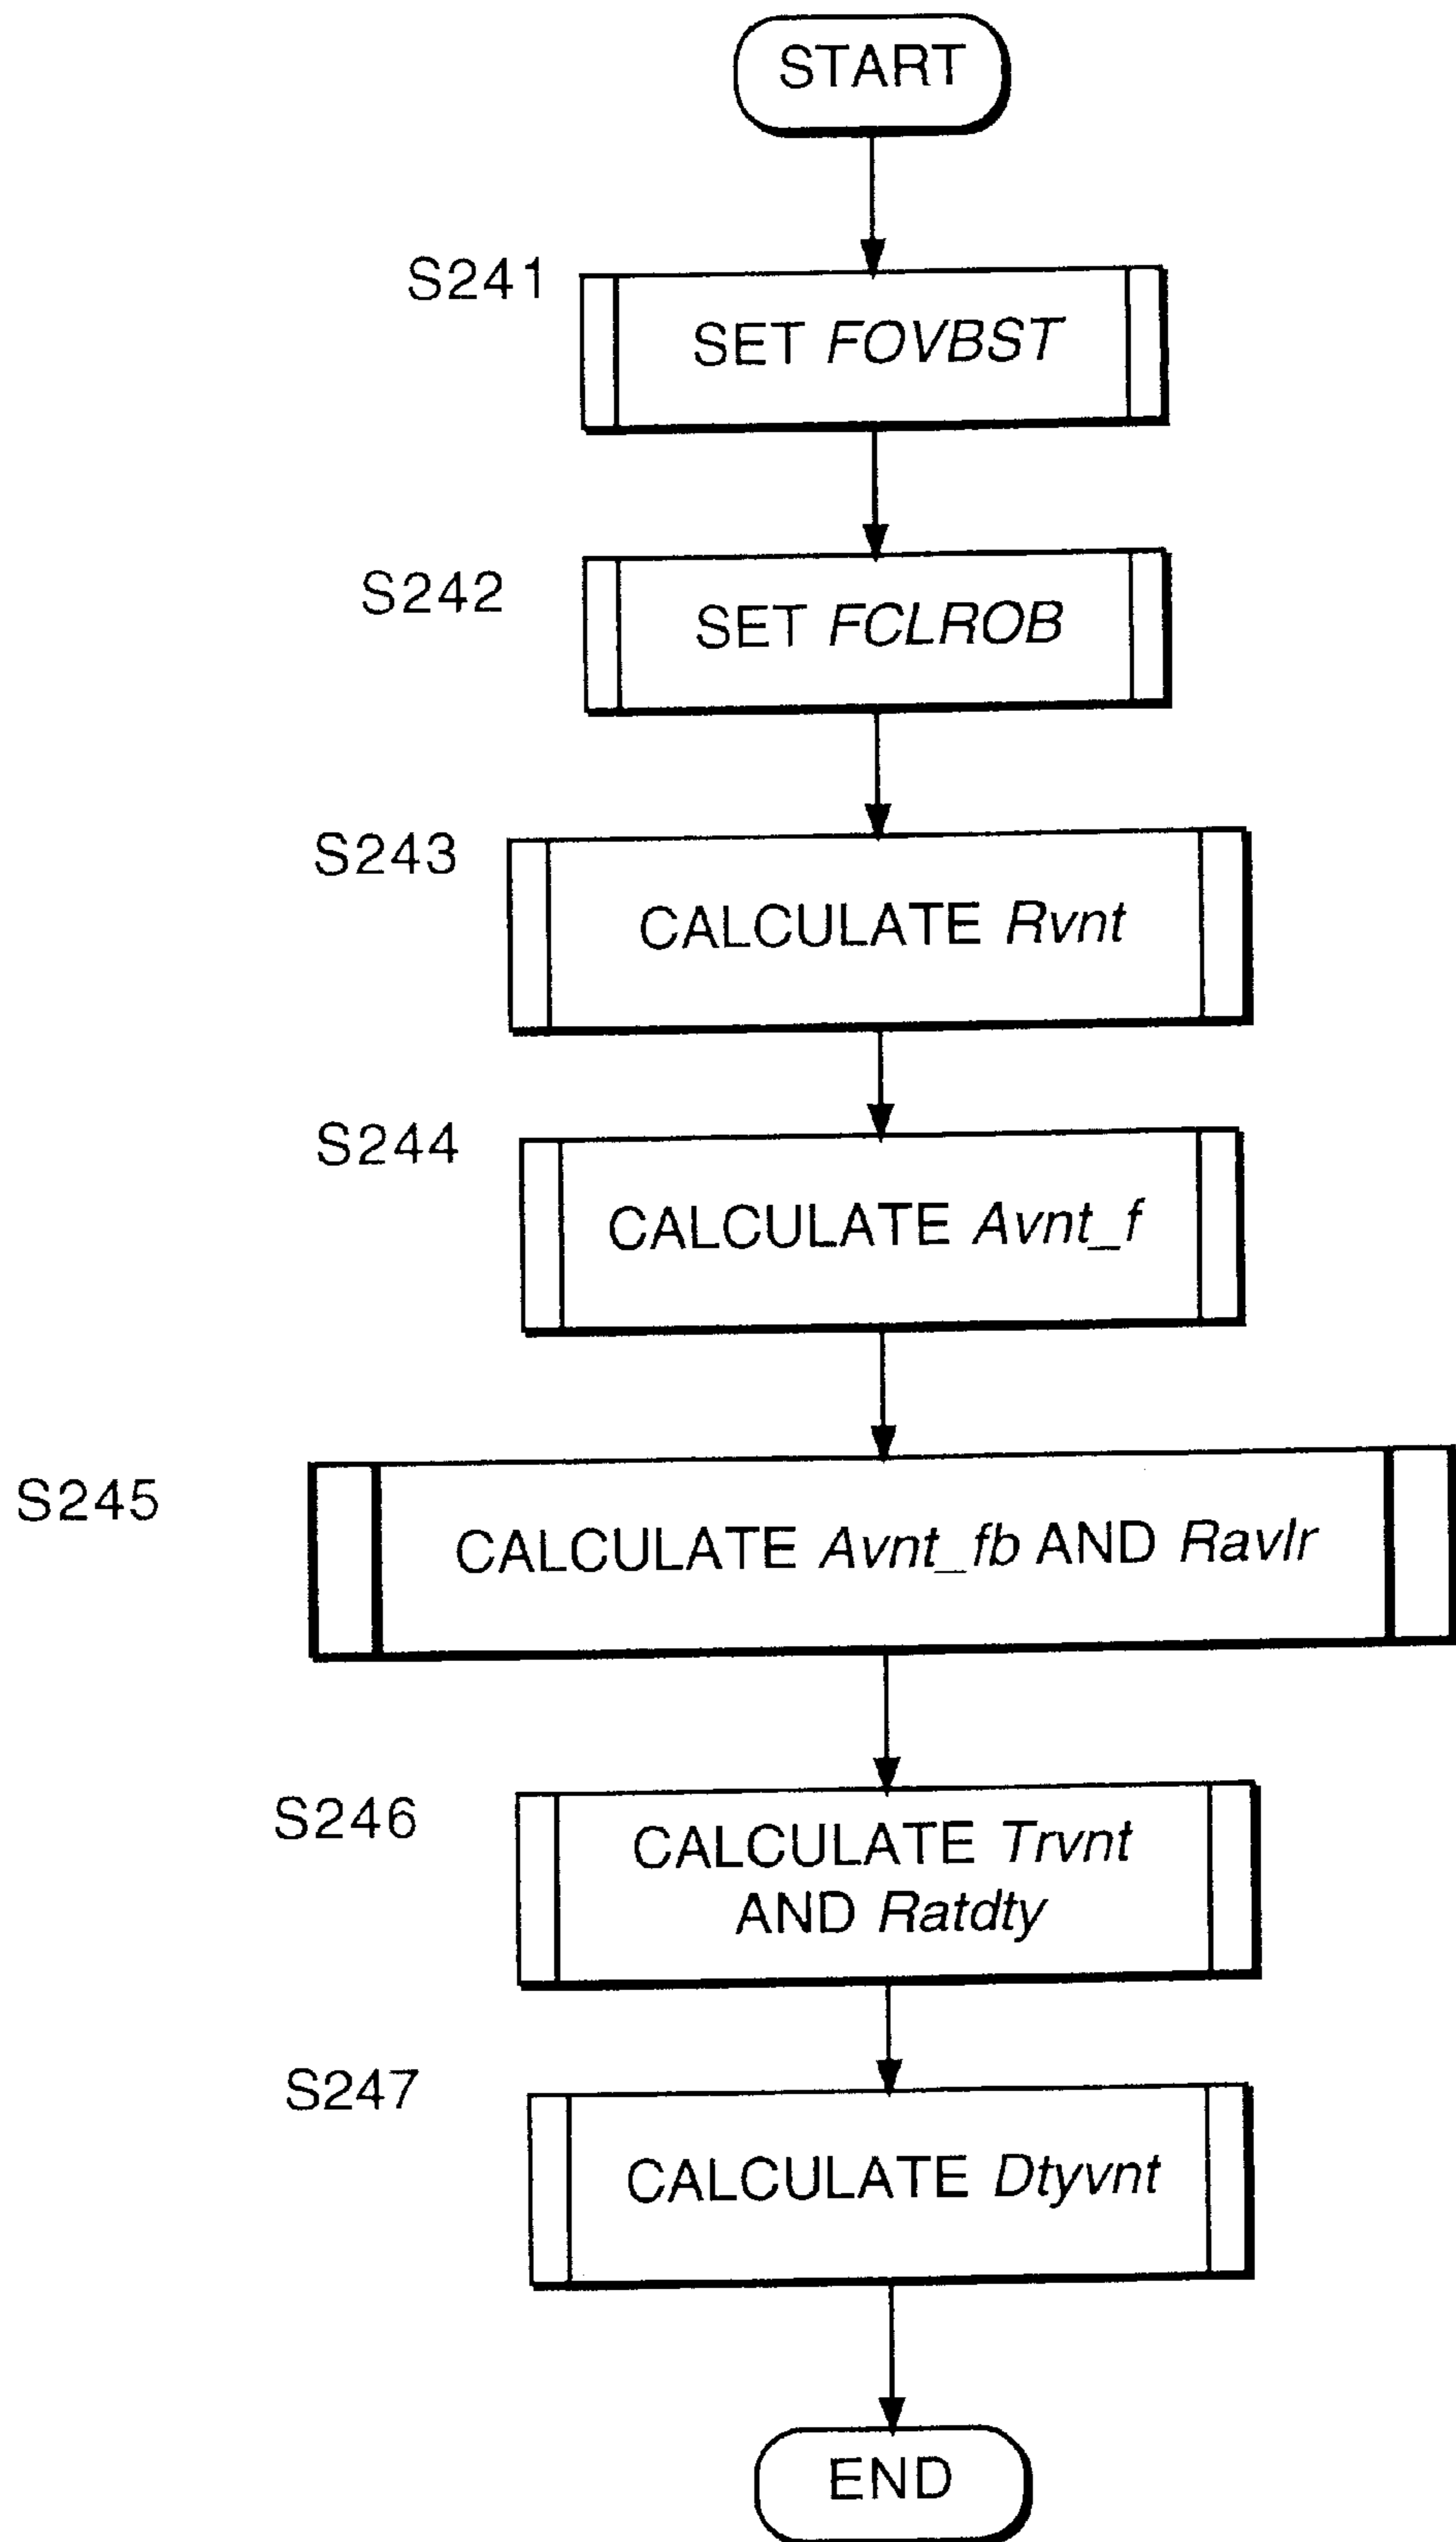 START
S241
SET FOVBST
S242
SET FCLROB
S243
CALCULATE Rvnt
S244
CALCULATE Avnt_f
S245
CALCULATE Avnt_fb AND Ravlr
S246
CALCULATE Trvnt
AND Ratdty
S247
CALCULATE Dtyvnt
END